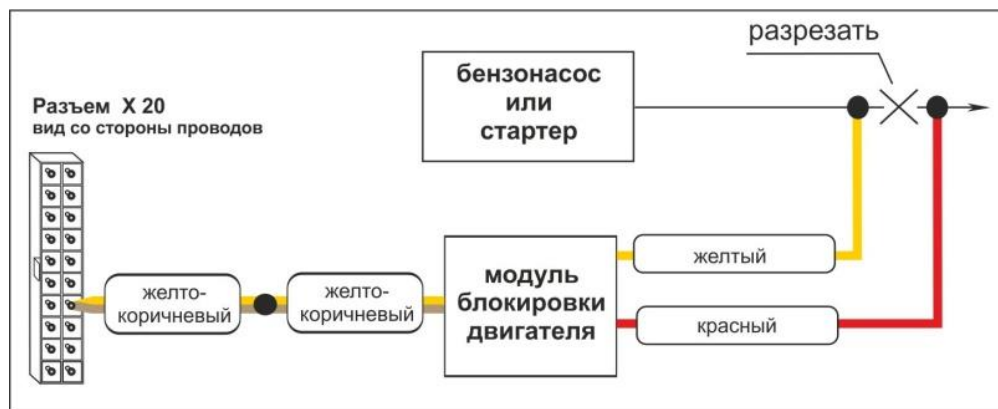 разрезать
бензонасос
или
стартер
Разъем X 20
вид со стороны проводов
желто-
коричневый
желто-
коричневый
модуль
блокировки
двигателя
желтый
красный